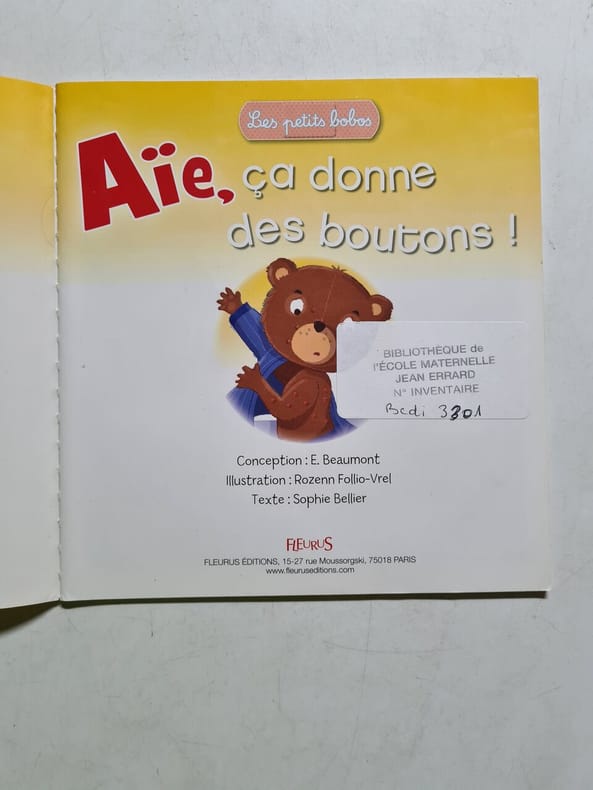 Les petits bobos
Aïe, ça donne
des boutons !
BIBLIOTHÈQUE de
l'ÉCOLE MATERNELLE
JEAN ERRARD
N° INVENTAIRE
Bcdi 3301
Conception : E. Beaumont
Illustration : Rozenn Follio-Vrel
Texte : Sophie Bellier
FLEURUS
FLEURUS ÉDITIONS, 15-27 rue Moussorgski, 75018 PARIS
www.fleuruseditions.com